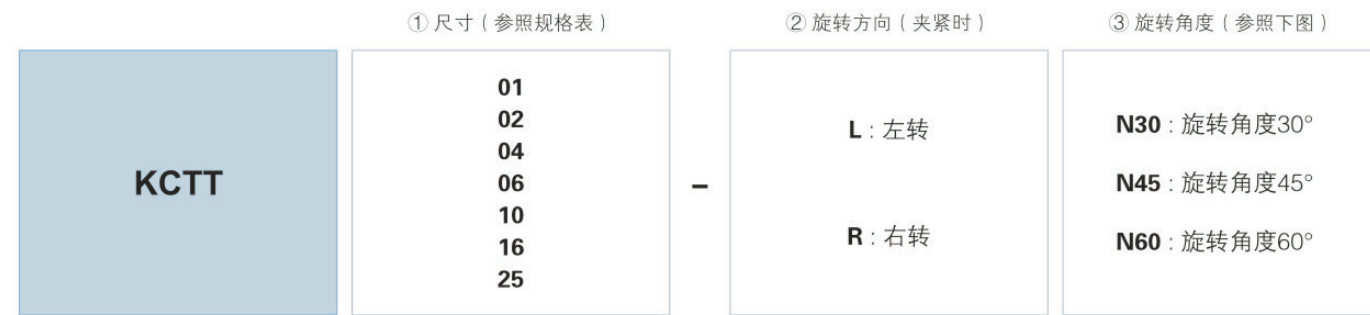 ① 尺寸（参照规格表）
② 旋转方向（夹紧时）
③ 旋转角度（参照下图）
KCTT
01
02
04
06
10
16
25
–
L : 左转
R : 右转
N30 : 旋转角度30°
N45 : 旋转角度45°
N60 : 旋转角度60°